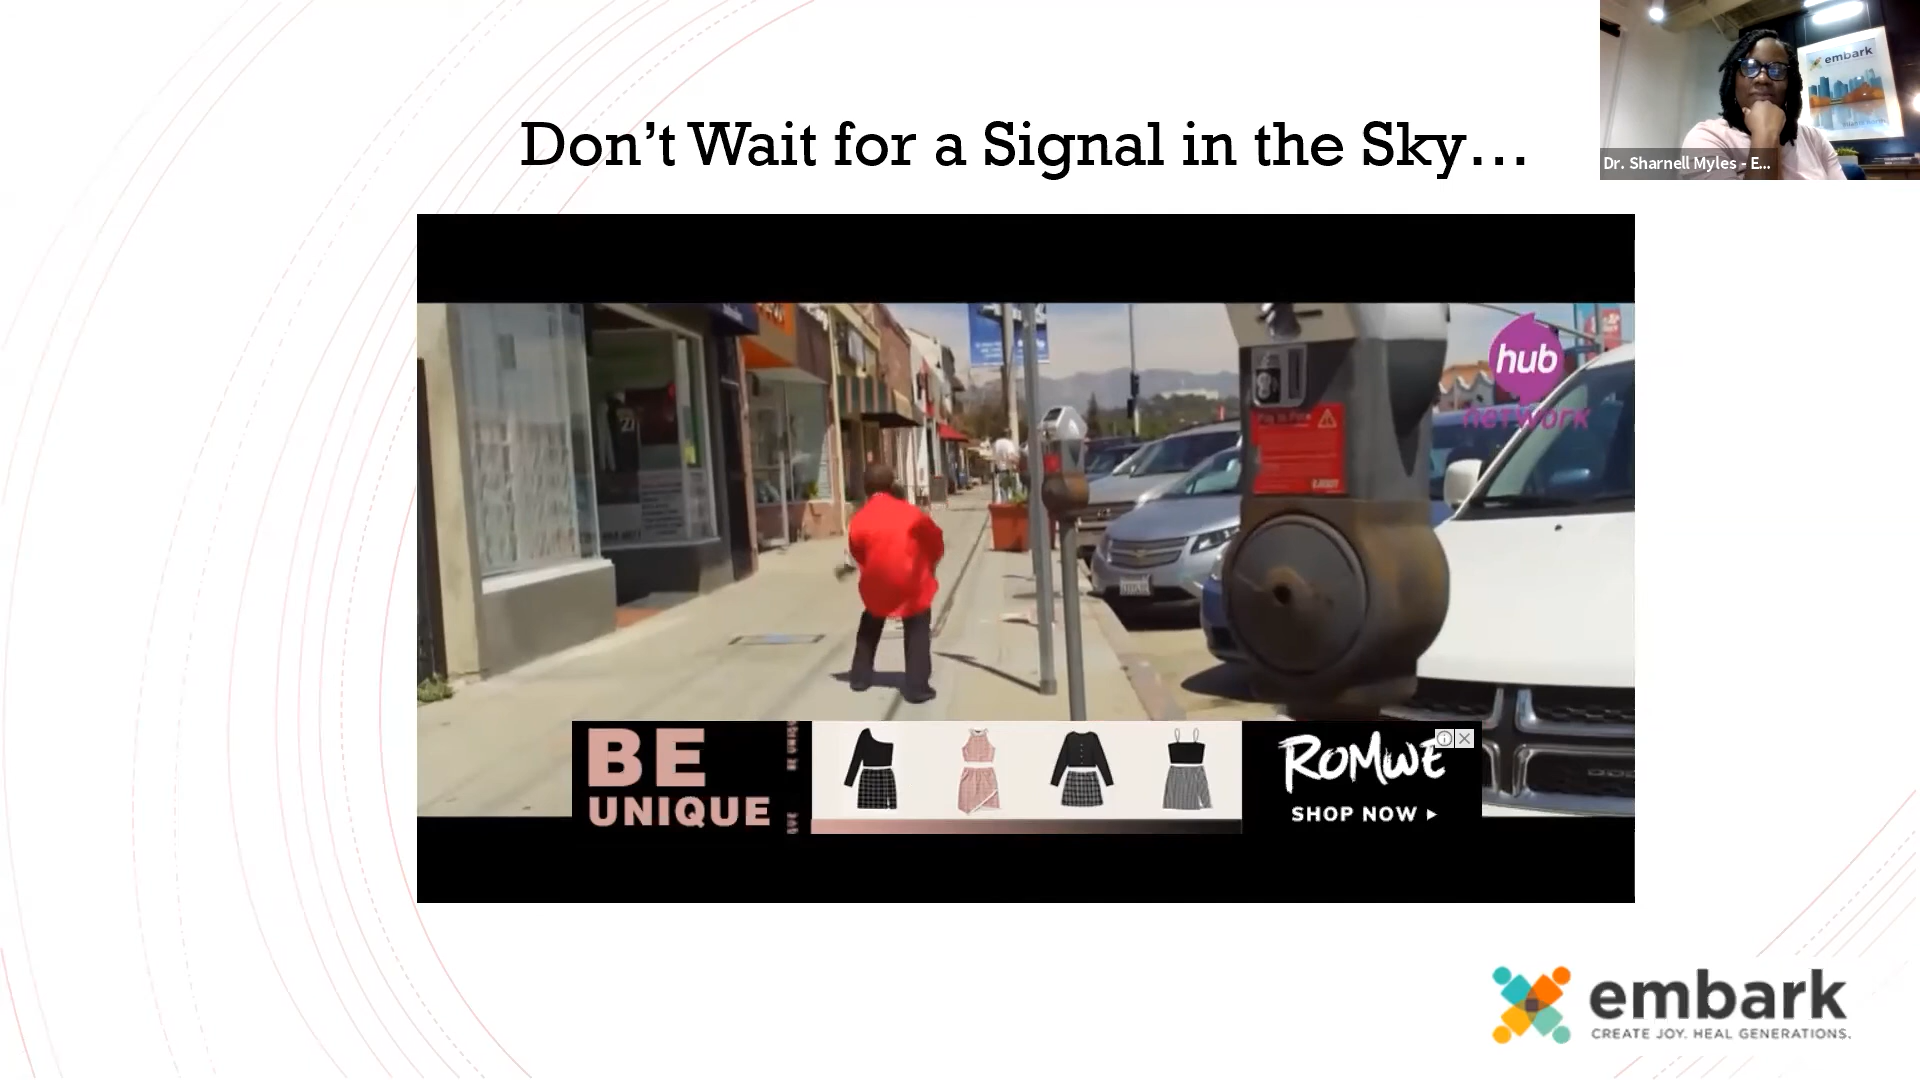 Don't Wait for a Signal in the Sky...
embark
Dr. Sharnell Myles - E...
hub
network
27
BE
UNIQUE
ROMWE
SHOP NOW
embark
CREATE JOY. HEAL GENERATIONS.